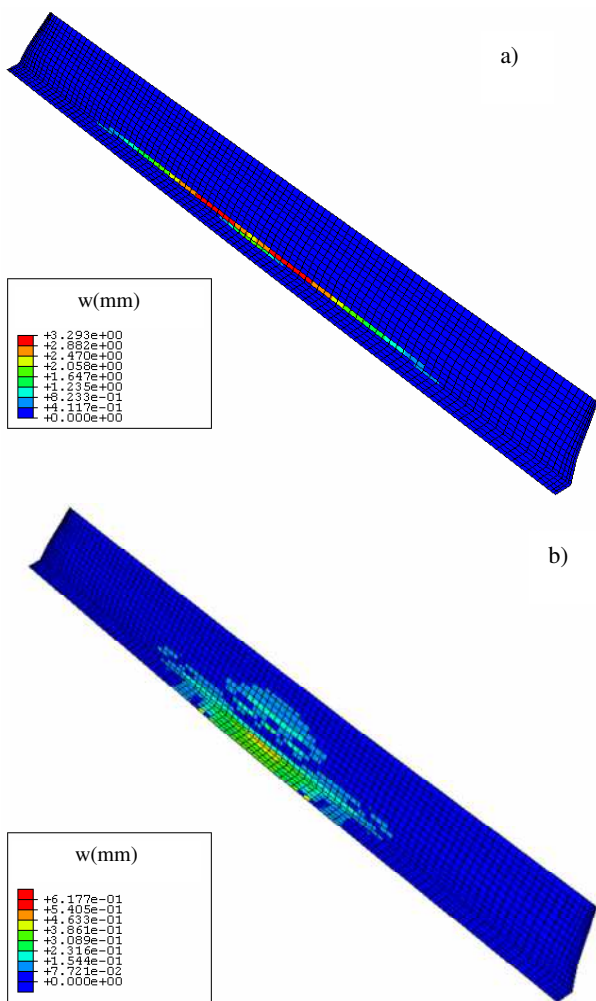 a)
w(mm)
+3.293e+00
+2.882e+00
+2.470e+00
+2.058e+00
+1.647e+00
+1.235e+00
+8.233e-01
+4.117e-01
+0.000e+00
b)
w(mm)
+6.177e-01
+5.405e-01
+4.633e-01
+3.861e-01
+3.089e-01
+2.316e-01
+1.544e-01
+7.721e-02
+0.000e+00